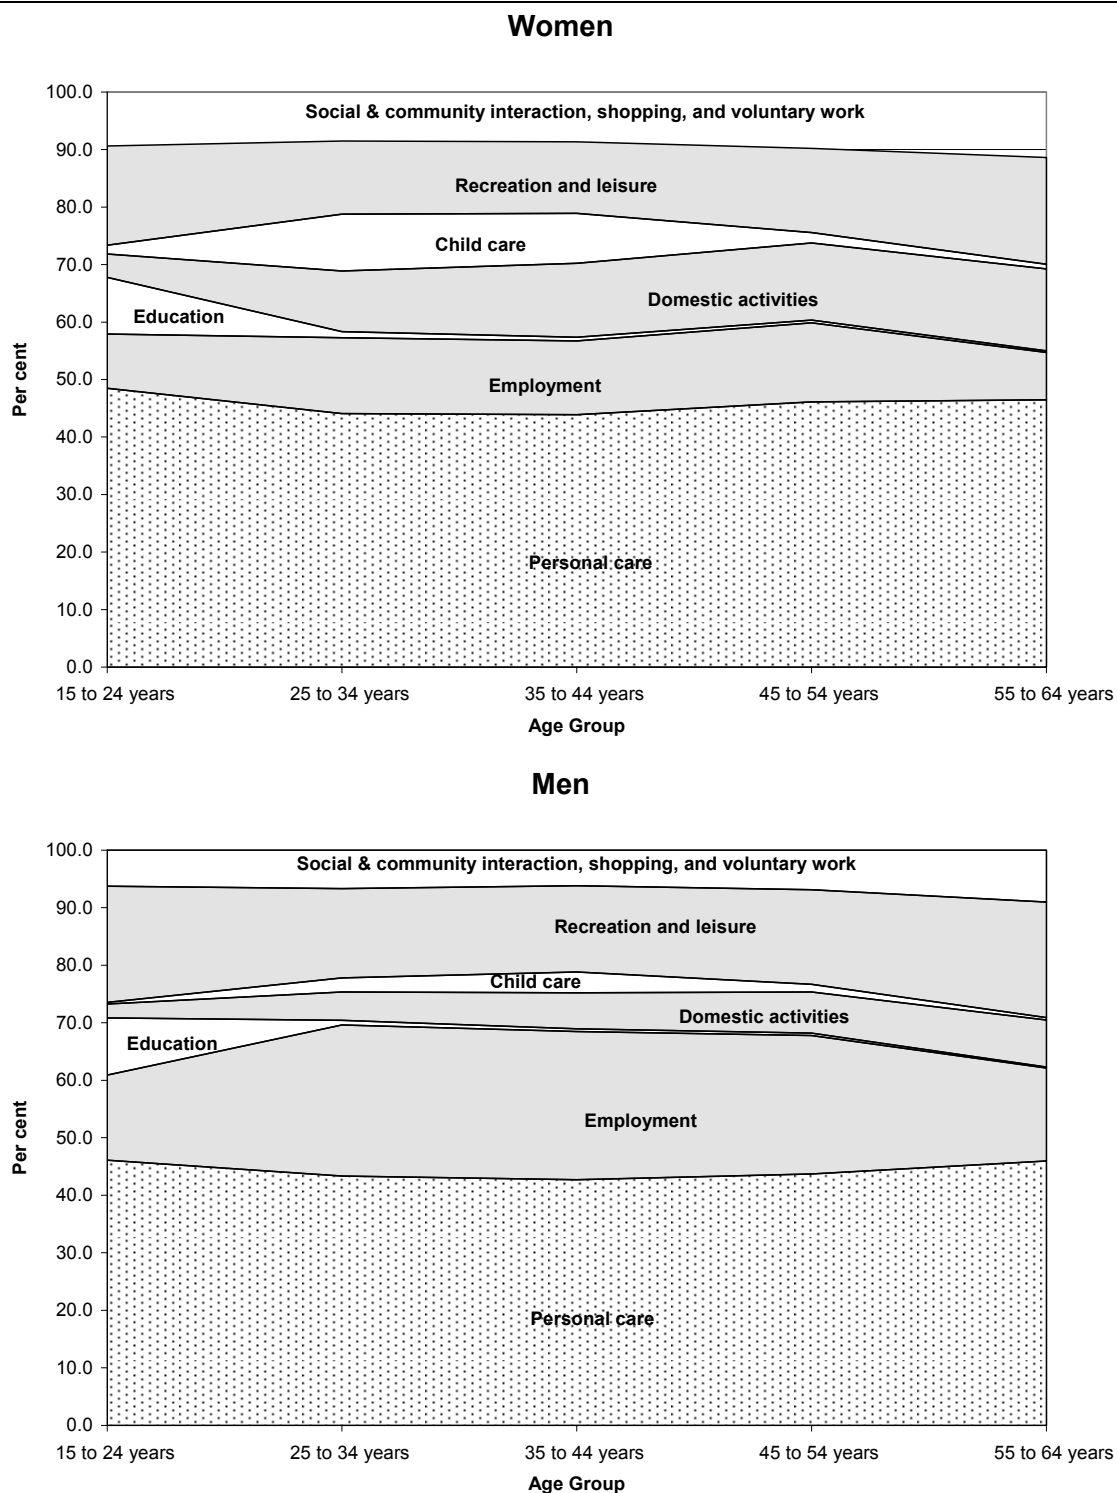 Women
100.0
Social & community interaction, shopping, and voluntary work
90.0
Recreation and leisure
80.0
Child care
70.0
Domestic activities
Education
60.0
Per cent
50.0
Employment
40.0
30.0
20.0
Personal care
10.0
0.0
15 to 24 years 25 to 34 years 35 to 44 years 45 to 54 years 55 to 64 years
Age Group
Men
100.0
Social & community interaction, shopping, and voluntary work
90.0
Recreation and leisure
80.0
Child care
70.0
Domestic activities
Education
60.0
Per cent
Employment
50.0
40.0
30.0
20.0
Personal care
10.0
0.0
15 to 24 years 25 to 34 years 35 to 44 years 45 to 54 years 55 to 64 years
Age Group